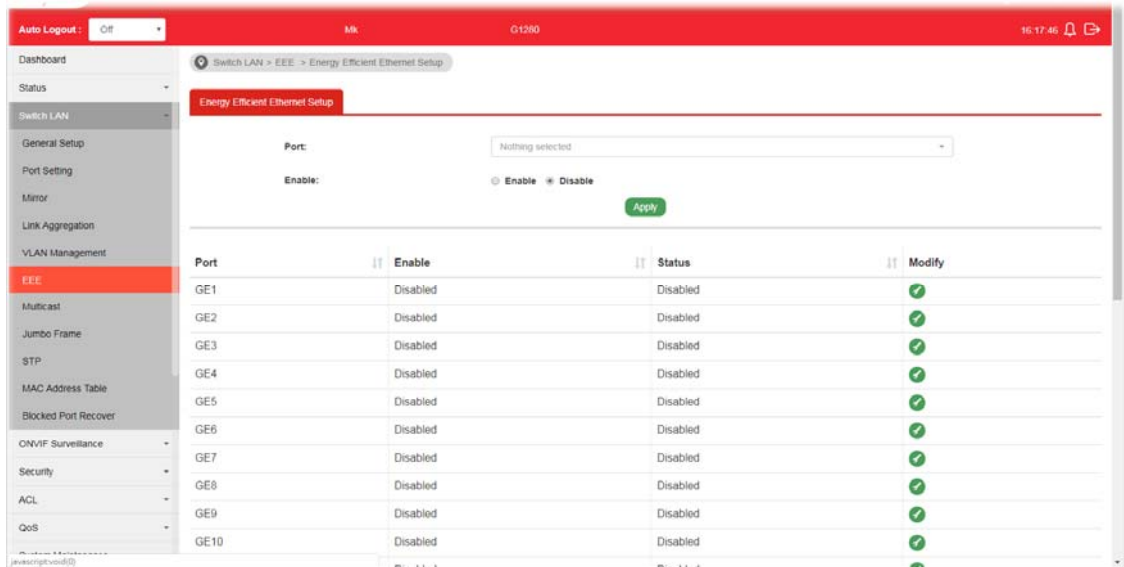 Auto Logout : Off Mk G1280 16:17:46
Dashboard
Status
Switch LAN
General Setup
Port Setting
Mirror
Link Aggregation
VLAN Management
EEE
Multicast
Jumbo Frame
STP
MAC Address Table
Blocked Port Recover
ONVIF Surveillance
Security
ACL
QoS
javascript:void(0)
Switch LAN > EEE > Energy Efficient Ethernet Setup
Energy Efficient Ethernet Setup
Port: Nothing selected
Enable: Enable Disable
Apply
Port Enable Status Modify
GE1 Disabled Disabled
GE2 Disabled Disabled
GE3 Disabled Disabled
GE4 Disabled Disabled
GE5 Disabled Disabled
GE6 Disabled Disabled
GE7 Disabled Disabled
GE8 Disabled Disabled
GE9 Disabled Disabled
GE10 Disabled Disabled